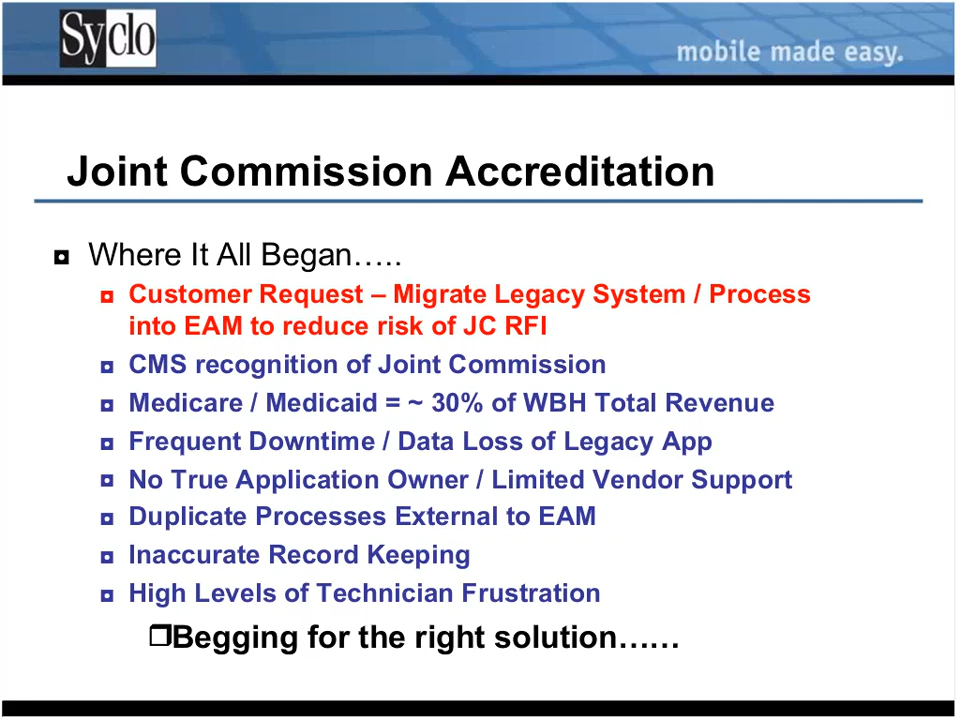 Syclo
mobile made easy.
Joint Commission Accreditation
Where It All Began…..
Customer Request – Migrate Legacy System / Process
into EAM to reduce risk of JC RFI
CMS recognition of Joint Commission
Medicare / Medicaid = ~ 30% of WBH Total Revenue
Frequent Downtime / Data Loss of Legacy App
No True Application Owner / Limited Vendor Support
Duplicate Processes External to EAM
Inaccurate Record Keeping
High Levels of Technician Frustration
Begging for the right solution……